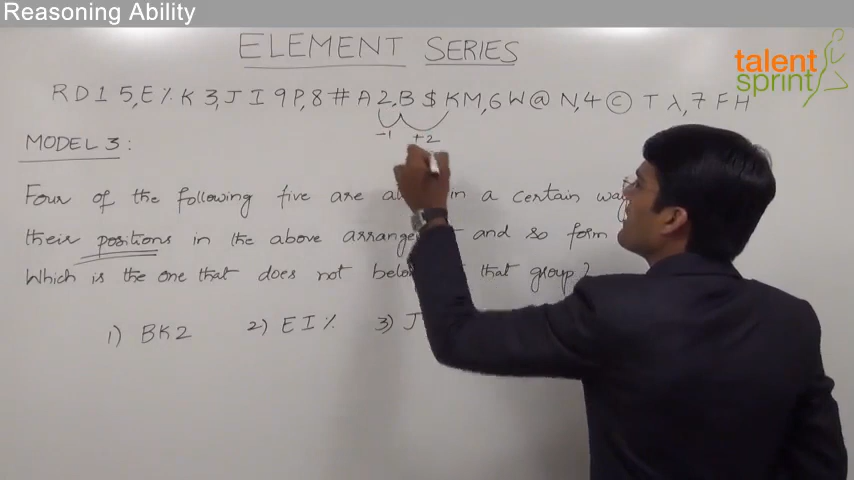 Reasoning Ability
talent
sprint
ELEMENT SERIES
R D 1 5, E % K 3, J I 9 P, 8 # A 2, B $ K M, 6 W @ N, 4 © T λ, 7 F H
-1 +2
MODEL 3 :
Four of the following five are in a certain way
their positions in the above and so form
Which is the one that does not that group?
1) BK2 2) EI% 3) J